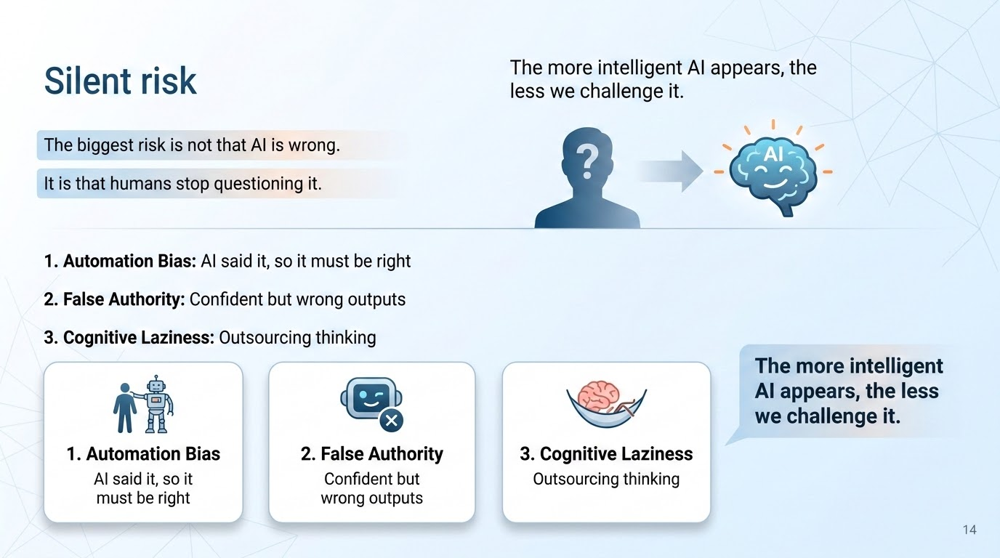 Silent risk
The biggest risk is not that AI is wrong.
It is that humans stop questioning it.
The more intelligent AI appears, the
less we challenge it.
?
AI
1. Automation Bias: AI said it, so it must be right
2. False Authority: Confident but wrong outputs
3. Cognitive Laziness: Outsourcing thinking
1. Automation Bias
AI said it, so it
must be right
2. False Authority
Confident but
wrong outputs
3. Cognitive Laziness
Outsourcing thinking
The more intelligent
AI appears, the less
we challenge it.
14